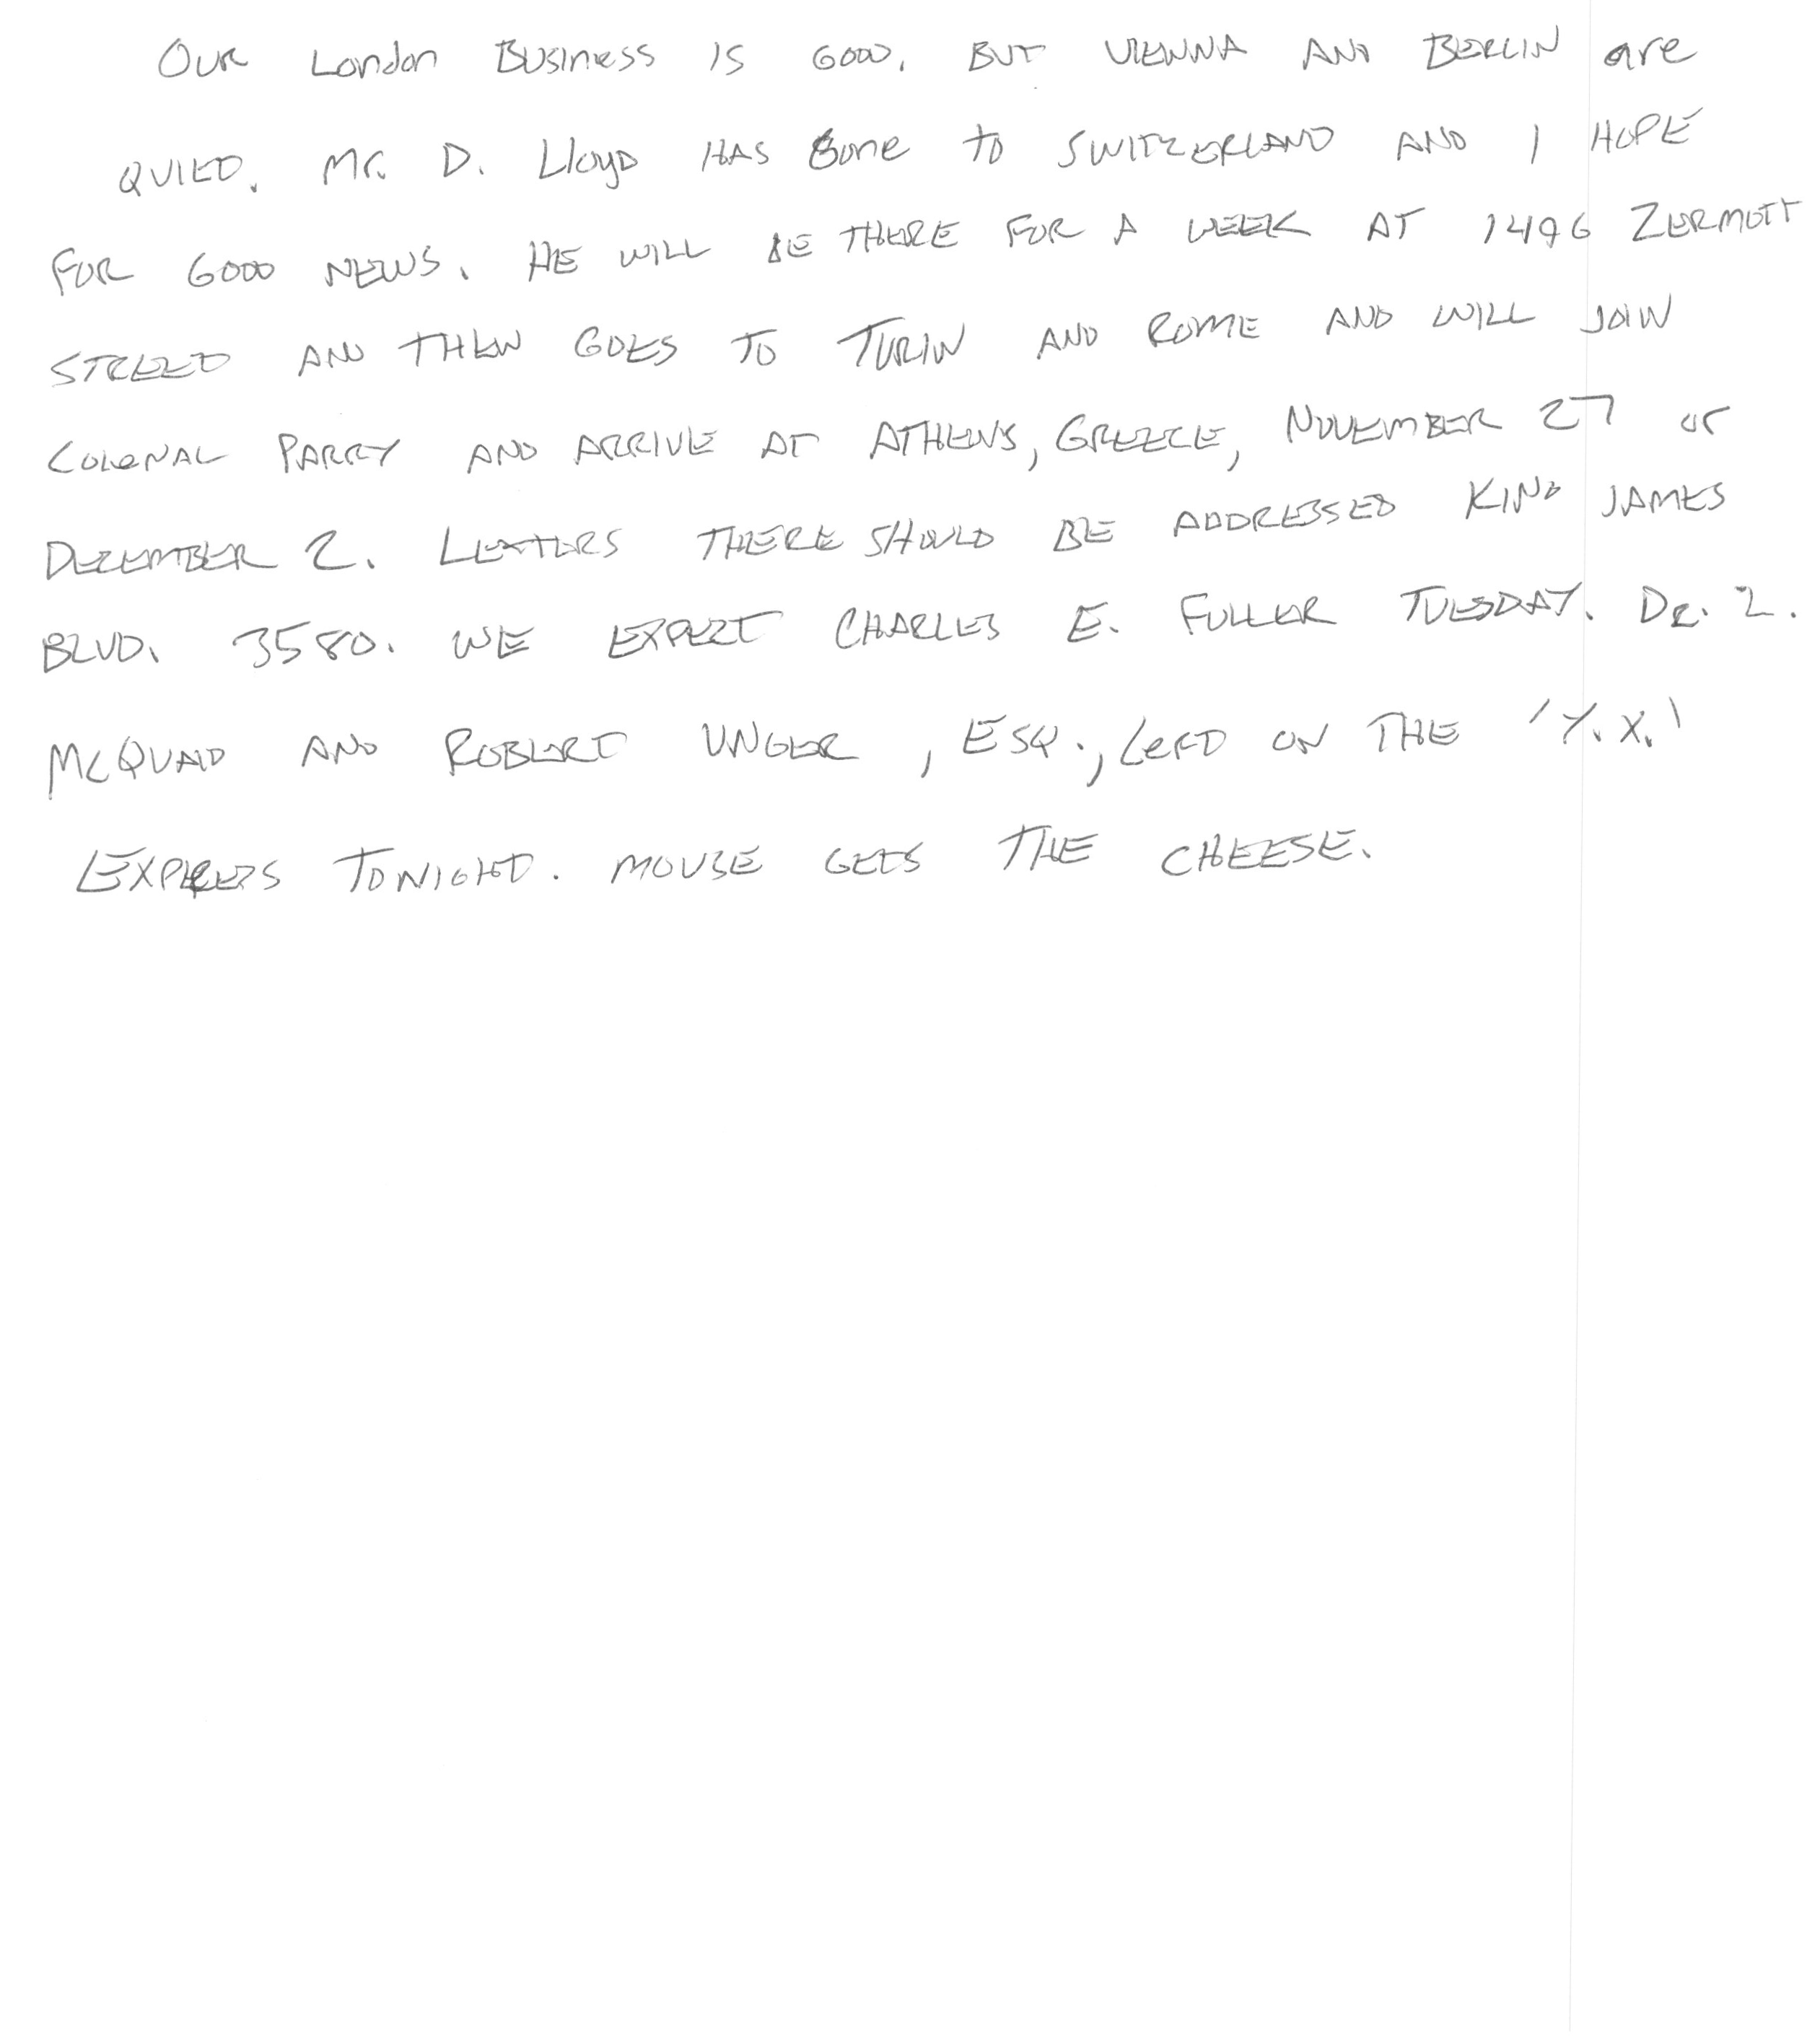 Our London Business is good, but Vienna and Berlin are
quiet. Mr. D. Lloyd has gone to Switzerland and I hope
for good news. He will be there for a week at 1496 Zermott
Street and then goes to Turin and Rome and will join
Colonal Parry and arrive at Athens, Greece, November 27 or
December 2. Letters there should be addressed King James
Blvd. 3580. We expect Charles E. Fuller Tuesday. Dr. L.
McQuaid and Robert Unger, Esq., left on the 'Y.X.'
Express tonight. Mouse gets the cheese.